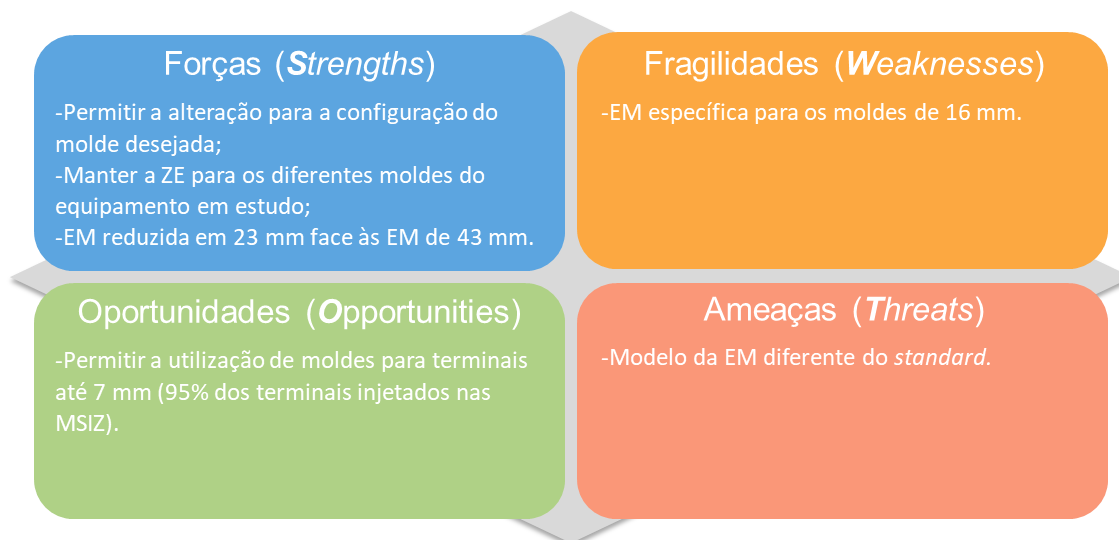 Forças (Strengths)
-Permitir a alteração para a configuração do
molde desejada;
-Manter a ZE para os diferentes moldes do
equipamento em estudo;
-EM reduzida em 23 mm face às EM de 43 mm.
Fragilidades (Weaknesses)
-EM específica para os moldes de 16 mm.
Oportunidades (Opportunities)
-Permitir a utilização de moldes para terminais
até 7 mm (95% dos terminais injetados nas
MSIZ).
Ameaças (Threats)
-Modelo da EM diferente do standard.